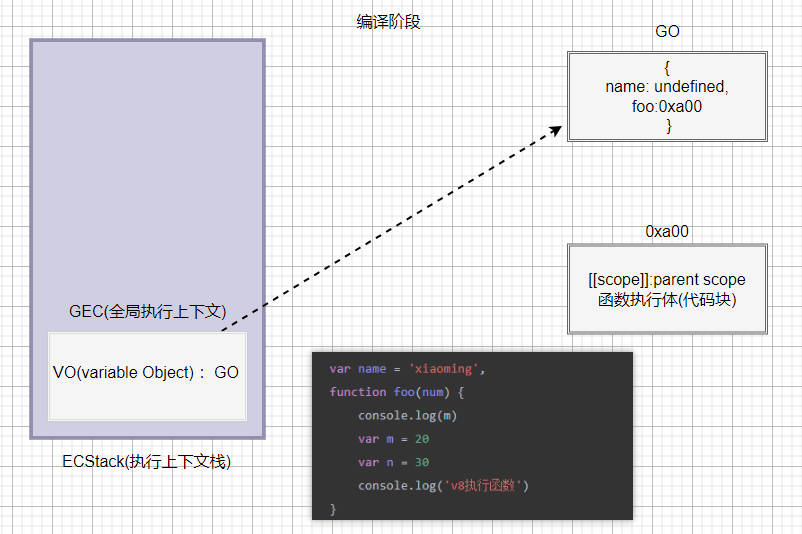 编译阶段
GO
{
name: undefined,
foo:0xa00
}
0xa00
[[scope]]:parent scope
函数执行体(代码块)
GEC(全局执行上下文)
VO(variable Object)： GO
ECStack(执行上下文栈)
var name = 'xiaoming',
function foo(num) {
console.log(m)
var m = 20
var n = 30
console.log('v8执行函数')
}